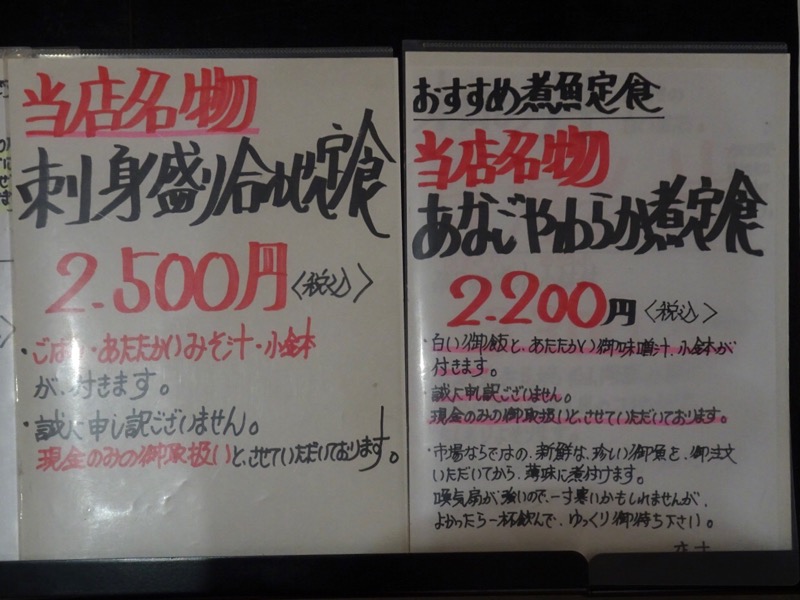 当店名物
刺身盛り合わせ定食
2.500円〈税込〉
・ごはん・あたたかいみそ汁・小鉢
が、付きます。
・誠に申し訳ございません。
現金のみの御取扱いとさせていただいております。
おすすめ煮魚定食
当店名物
あなごやわらか煮定食
2.200円〈税込〉
・白い御飯と、あたたかい御味噌汁、小鉢が
付きます。
誠に申し訳ございません。
現金のみの御取扱いとさせていただいております。
・市場ならではの、新鮮な、珍しい御魚を、御注文
いただいてから、薄味に煮付けます。
喚気扇が、強いので、一寸寒いかもしれませんが、
よかったら一杯飲んで、ゆっくり御待ち下さい。